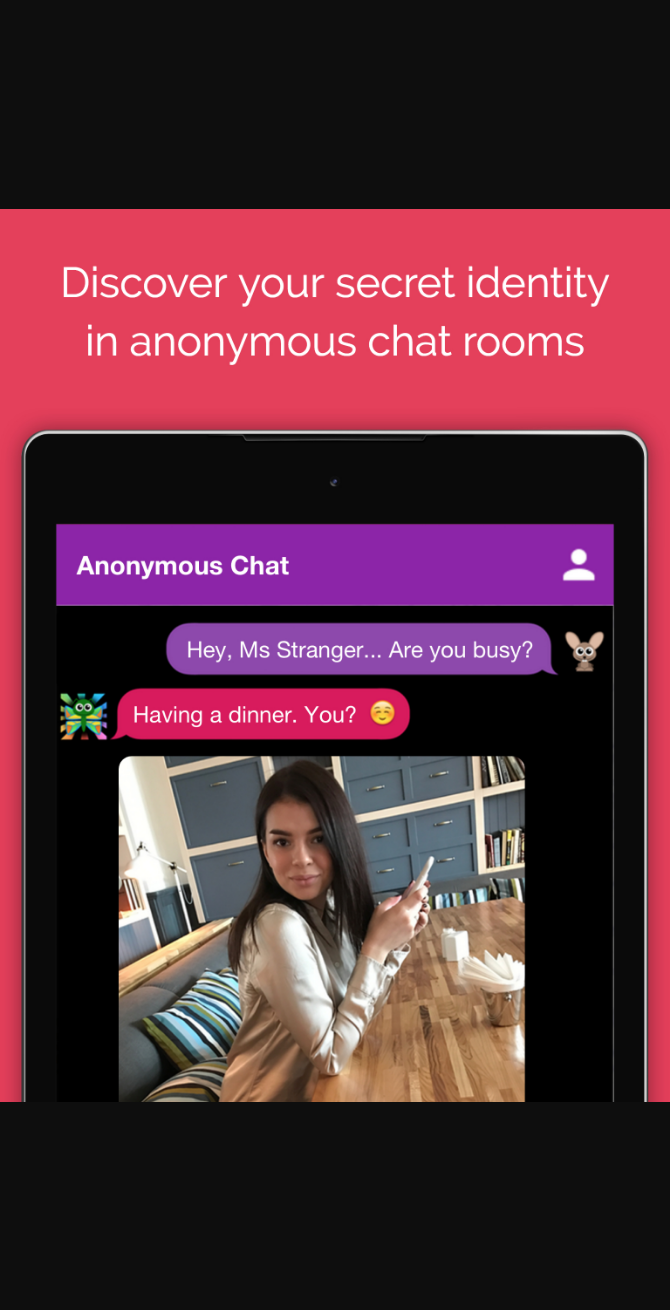 Discover your secret identity
in anonymous chat rooms
Anonymous Chat
Hey, Ms Stranger... Are you busy?
Having a dinner. You? ☺️